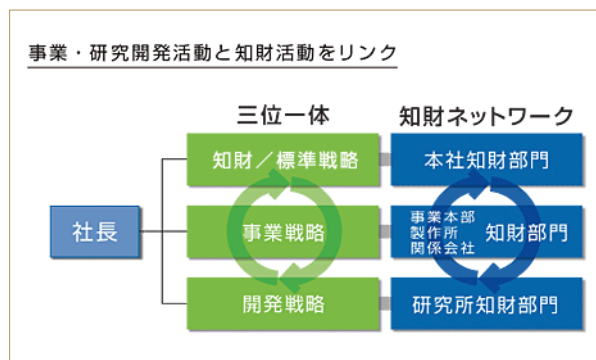 事業・研究開発活動と知財活動をリンク
三位一体
知財ネットワーク
社長
知財／標準戦略
本社知財部門
事業戦略
事業本部
製作所
関係会社
知財部門
開発戦略
研究所知財部門